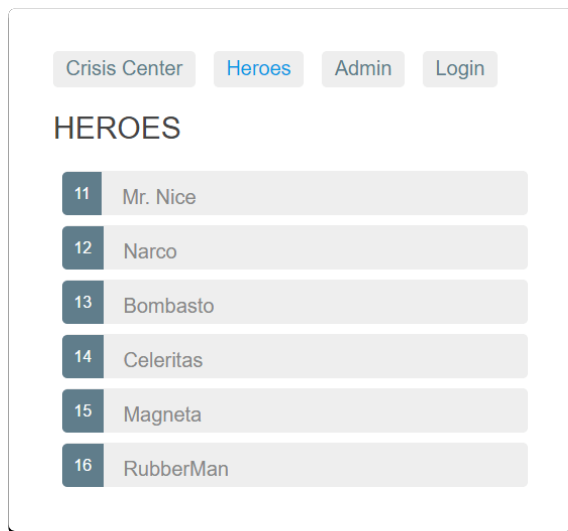 Crisis Center Heroes Admin Login
HEROES
11 Mr. Nice
12 Narco
13 Bombasto
14 Celeritas
15 Magneta
16 RubberMan